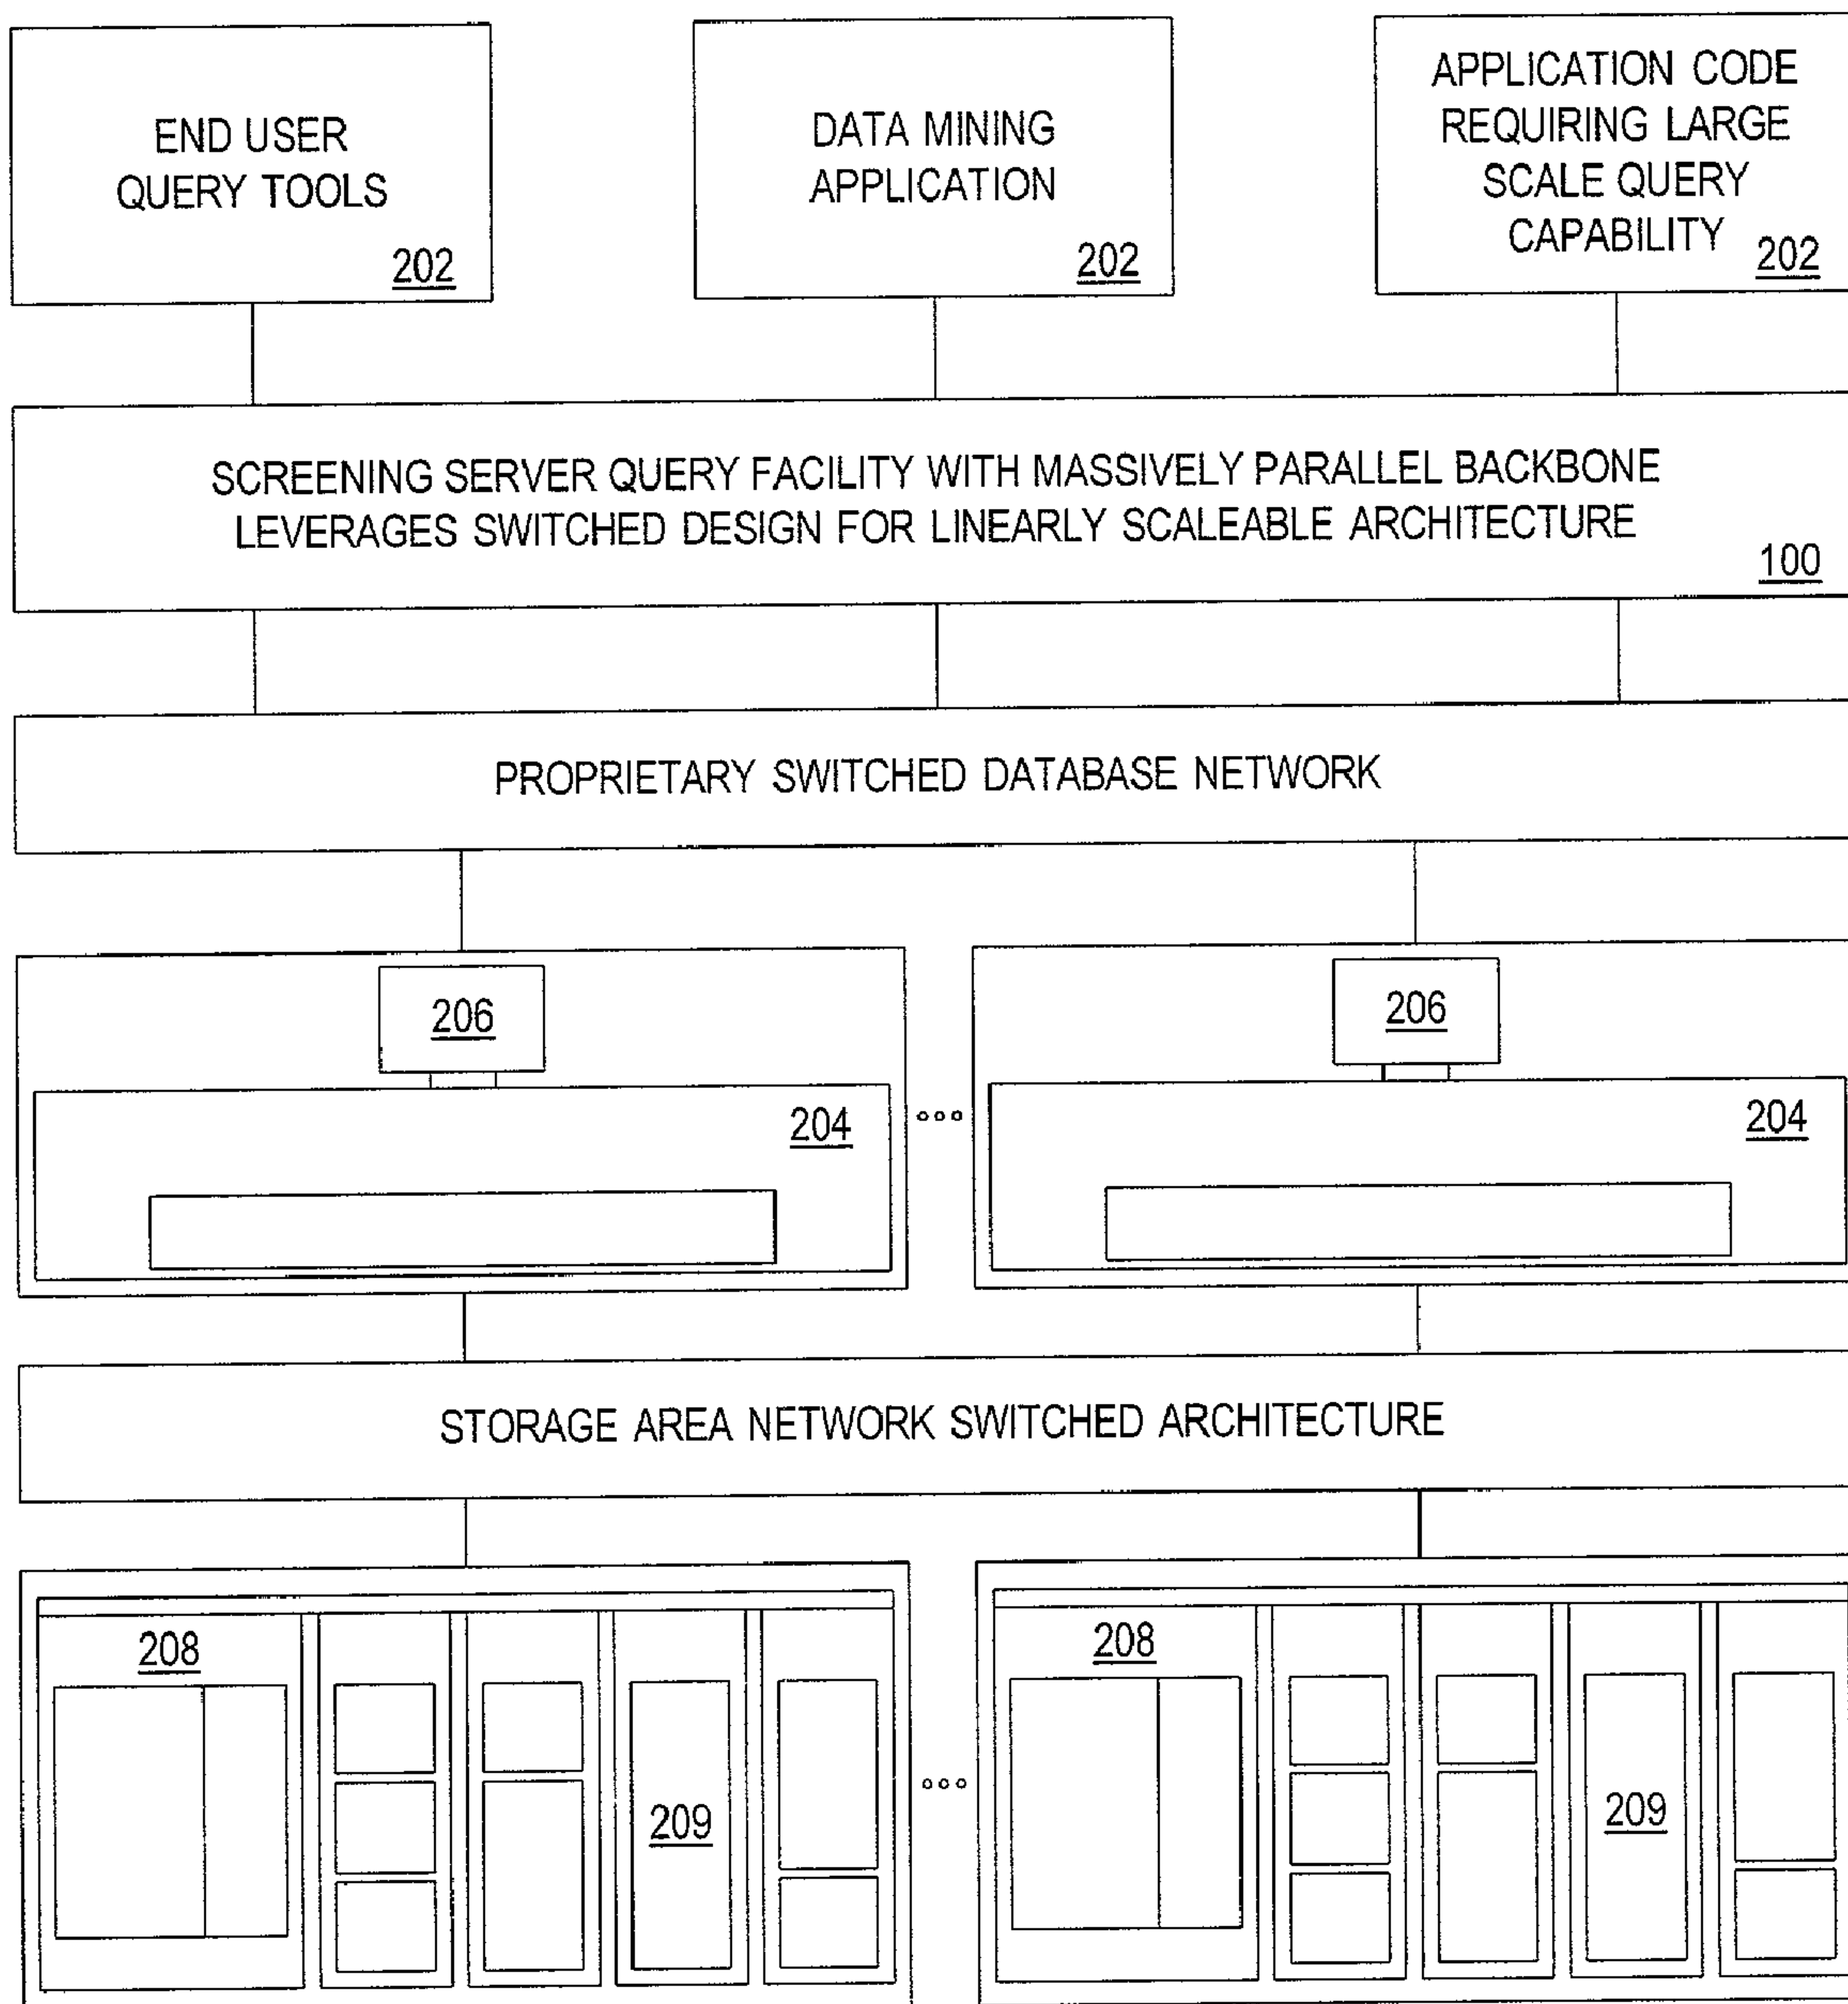 END USER
QUERY TOOLS
202
DATA MINING
APPLICATION
202
APPLICATION CODE
REQUIRING LARGE
SCALE QUERY
CAPABILITY
202
SCREENING SERVER QUERY FACILITY WITH MASSIVELY PARALLEL BACKBONE
LEVERAGES SWITCHED DESIGN FOR LINEARLY SCALEABLE ARCHITECTURE
100
PROPRIETARY SWITCHED DATABASE NETWORK
206
204
206
204
STORAGE AREA NETWORK SWITCHED ARCHITECTURE
208
209
208
209